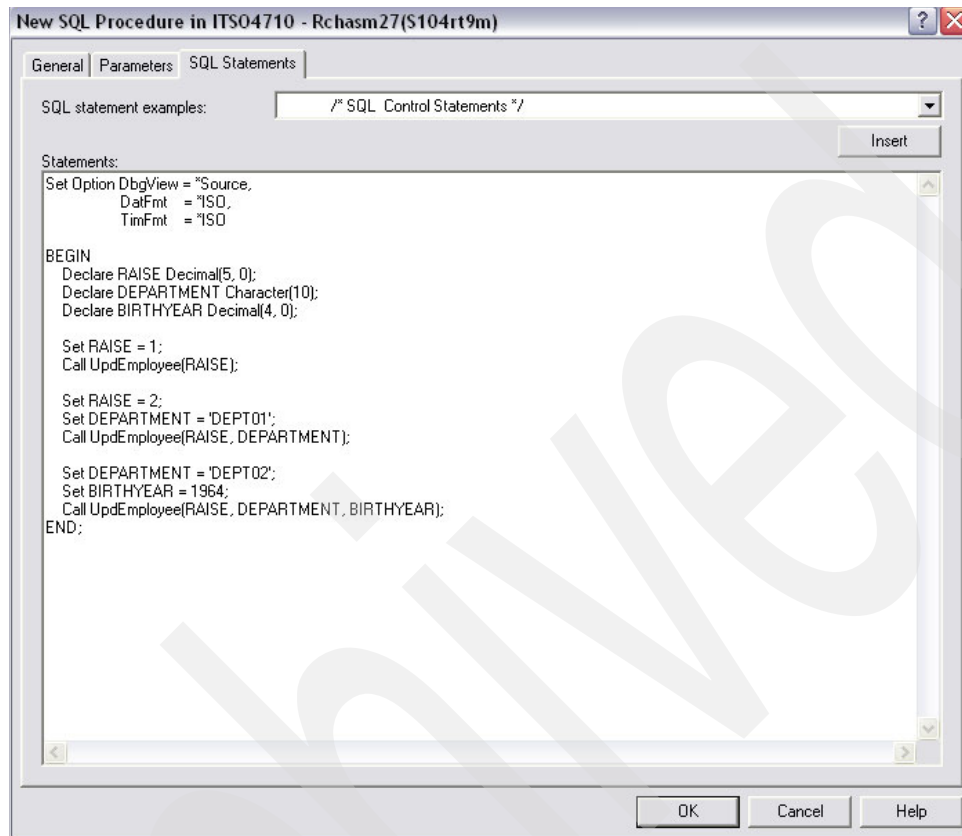 New SQL Procedure in ITSO4710 - Rchasm27(S104rt9m)
General Parameters SQL Statements
SQL statement examples: /* SQL Control Statements */
Insert
Statements:
Set Option DbgView = *Source,
DatFmt = *ISO,
TimFmt = *ISO
BEGIN
Declare RAISE Decimal(5, 0);
Declare DEPARTMENT Character(10);
Declare BIRTHYEAR Decimal(4, 0);
Set RAISE = 1;
Call UpdEmployee(RAISE);
Set RAISE = 2;
Set DEPARTMENT = 'DEPT01';
Call UpdEmployee(RAISE, DEPARTMENT);
Set DEPARTMENT = 'DEPT02';
Set BIRTHYEAR = 1964;
Call UpdEmployee(RAISE, DEPARTMENT, BIRTHYEAR);
END;
OK Cancel Help